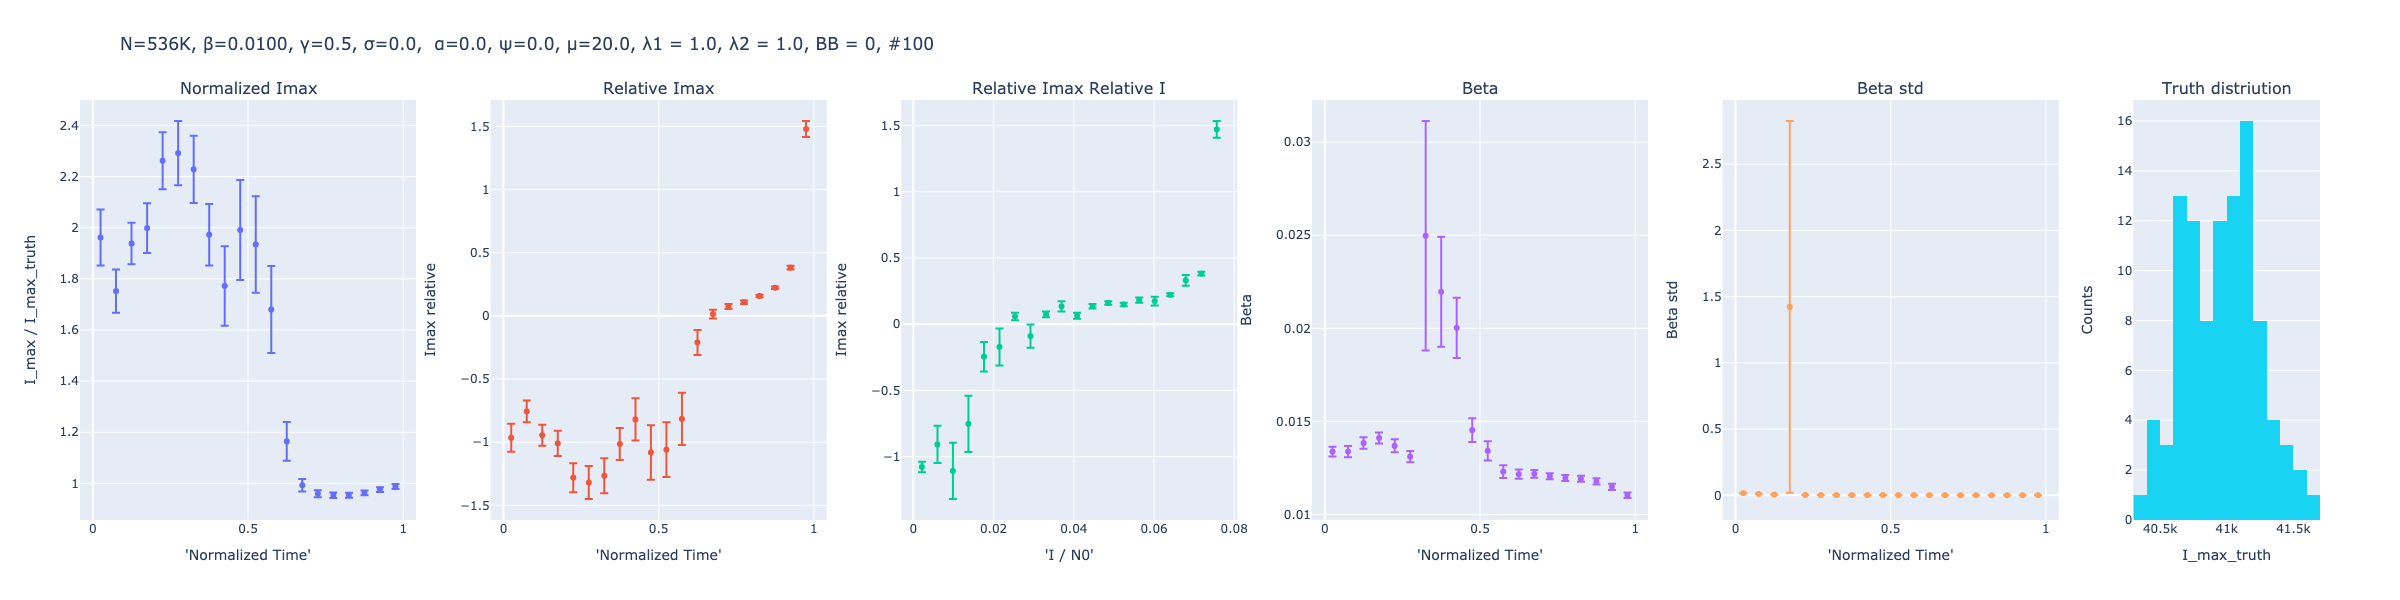 N=536K, β=0.0100, γ=0.5, σ=0.0, α=0.0, ψ=0.0, μ=20.0, λ1 = 1.0, λ2 = 1.0, BB = 0, #100
Normalized Imax
I_max / I_max_truth
2.4
2.2
2
1.8
1.6
1.4
1.2
1
0
0.5
1
'Normalized Time'
Relative Imax
Imax relative
1.5
1
0.5
0
−0.5
−1
−1.5
0
0.5
1
'Normalized Time'
Relative Imax Relative I
Imax relative
1.5
1
0.5
0
−0.5
−1
0
0.02
0.04
0.06
0.08
'I / N0'
Beta
Beta
0.03
0.025
0.02
0.015
0.01
0
0.5
1
'Normalized Time'
Beta std
Beta std
2.5
2
1.5
1
0.5
0
0
0.5
1
'Normalized Time'
Truth distriution
Counts
16
14
12
10
8
6
4
2
0
40.5k
41k
41.5k
I_max_truth